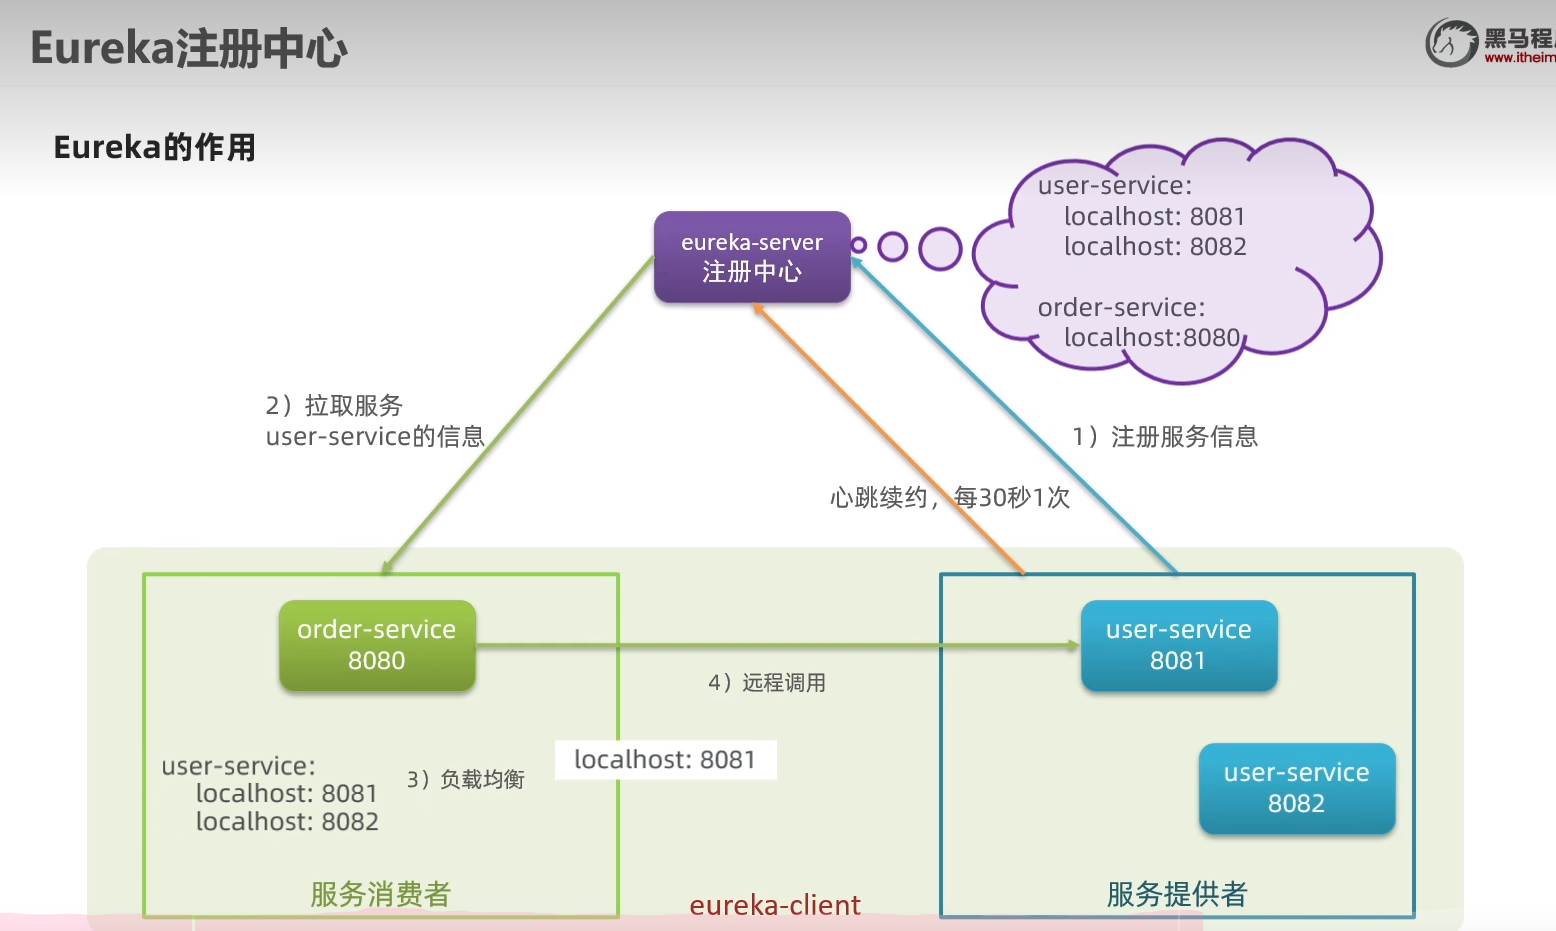 Eureka注册中心
黑马程
www.itheim
Eureka的作用
user-service:
localhost: 8081
localhost: 8082
order-service:
localhost:8080
eureka-server
注册中心
2）拉取服务
user-service的信息
1）注册服务信息
心跳续约，每30秒1次
order-service
8080
user-service
8081
4）远程调用
user-service:
localhost: 8081
localhost: 8082
3）负载均衡
localhost: 8081
user-service
8082
服务消费者
eureka-client
服务提供者